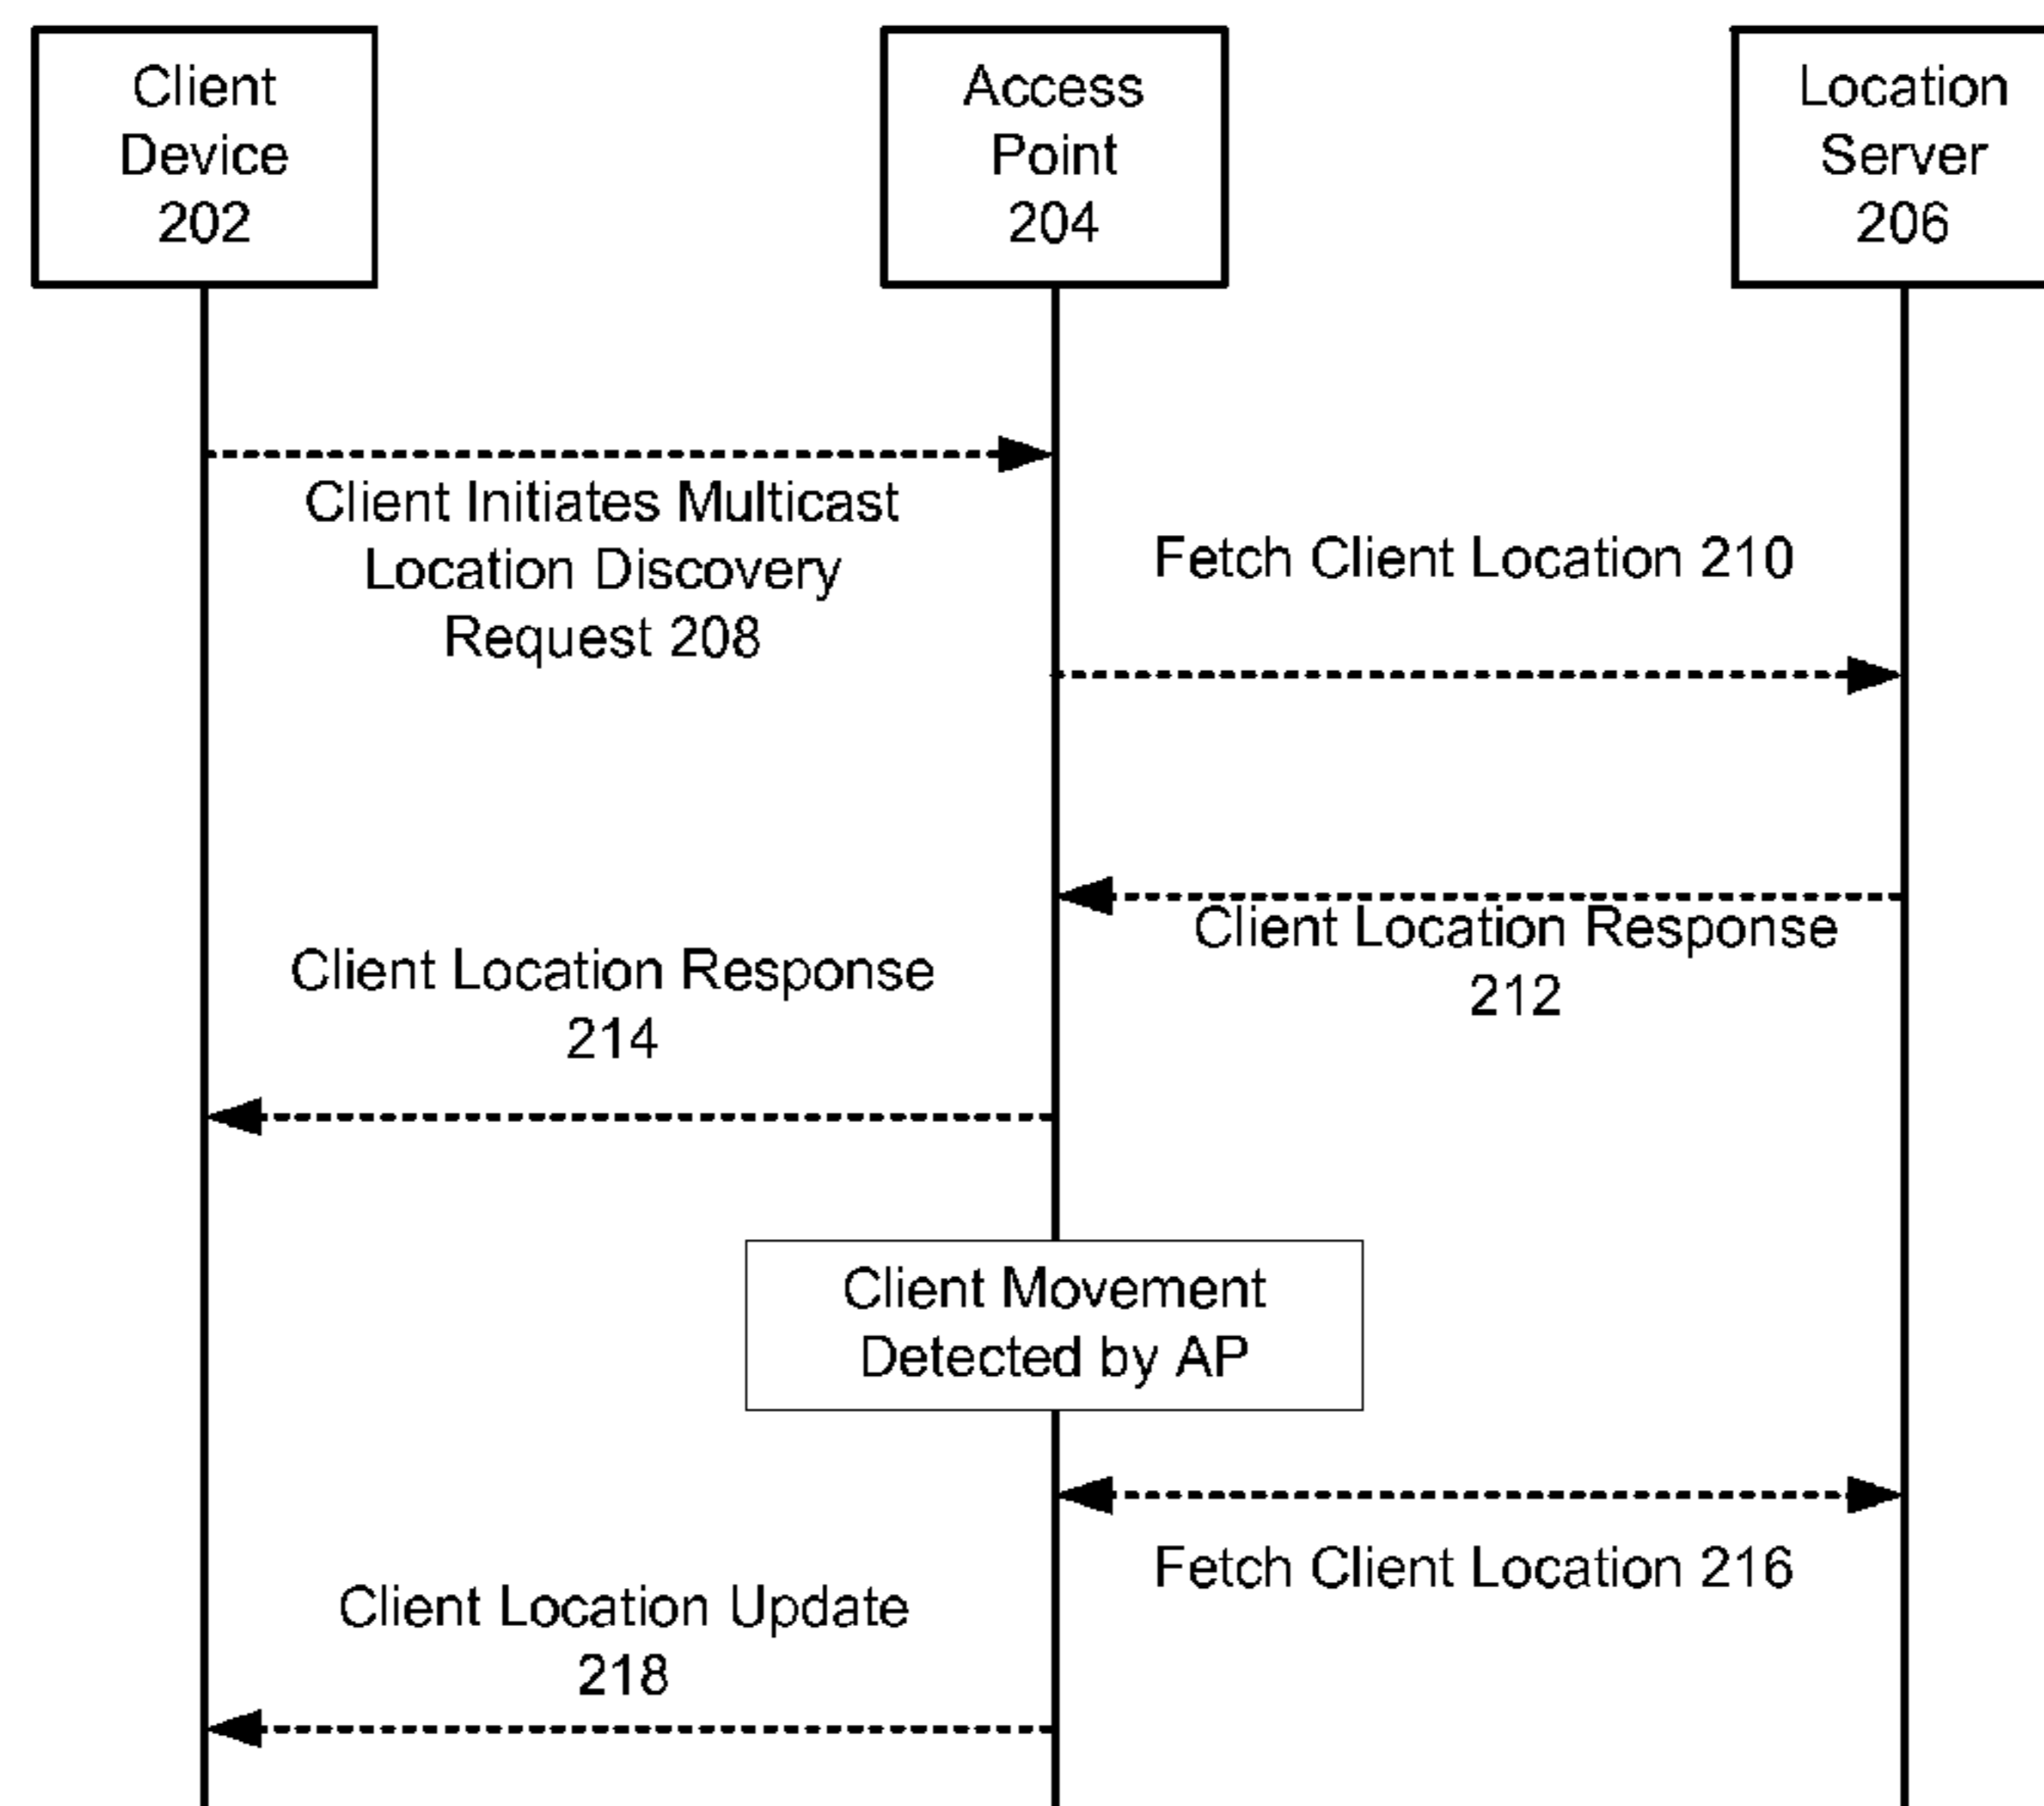 Client
Device
202
Access
Point
204
Location
Server
206
Client Initiates Multicast
Location Discovery
Request 208
Fetch Client Location 210
Client Location Response
212
Client Location Response
214
Client Movement
Detected by AP
Fetch Client Location 216
Client Location Update
218